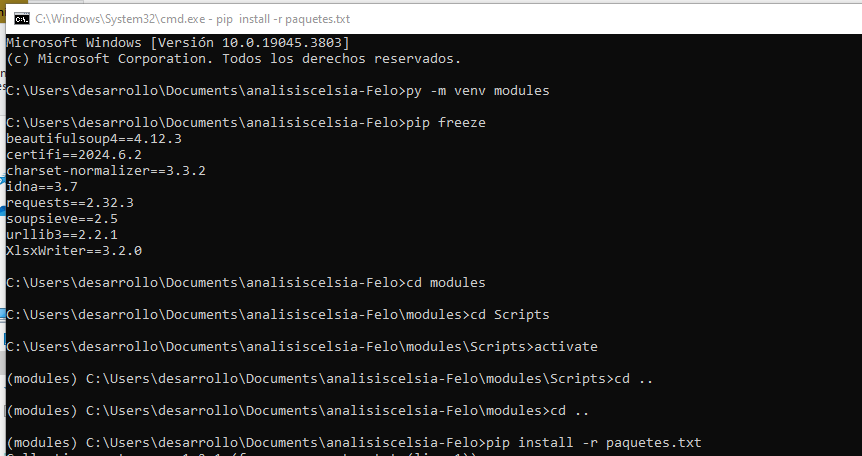 C:\Windows\System32\cmd.exe - pip install -r paquetes.txt
Microsoft Windows [Versión 10.0.19045.3803]
(c) Microsoft Corporation. Todos los derechos reservados.
C:\Users\desarrollo\Documents\analisiscelsia-Felo>py -m venv modules
C:\Users\desarrollo\Documents\analisiscelsia-Felo>pip freeze
beautifulsoup4==4.12.3
certifi==2024.6.2
charset-normalizer==3.3.2
idna==3.7
requests==2.32.3
soupsieve==2.5
urllib3==2.2.1
XlsxWriter==3.2.0
C:\Users\desarrollo\Documents\analisiscelsia-Felo>cd modules
C:\Users\desarrollo\Documents\analisiscelsia-Felo\modules>cd Scripts
C:\Users\desarrollo\Documents\analisiscelsia-Felo\modules\Scripts>activate
(modules) C:\Users\desarrollo\Documents\analisiscelsia-Felo\modules\Scripts>cd ..
(modules) C:\Users\desarrollo\Documents\analisiscelsia-Felo\modules>cd ..
(modules) C:\Users\desarrollo\Documents\analisiscelsia-Felo>pip install -r paquetes.txt